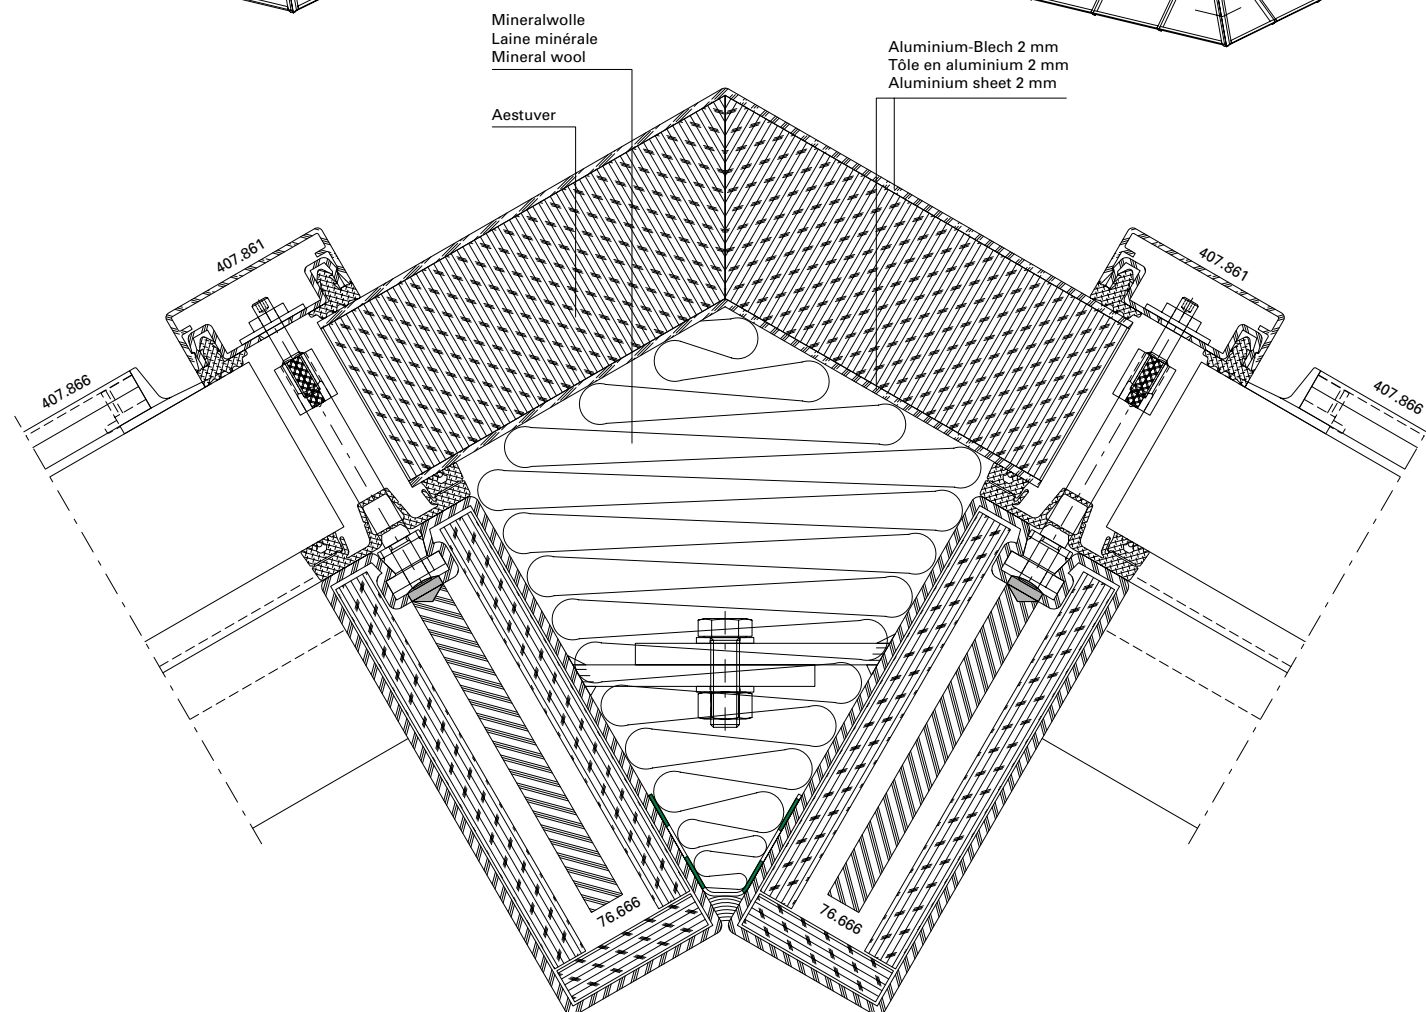 Mineralwolle
Laine minérale
Mineral wool
Aluminium-Blech 2 mm
Tôle en aluminium 2 mm
Aluminium sheet 2 mm
Aestuver
407.861
407.861
407.866
407.866
76.666
76.666